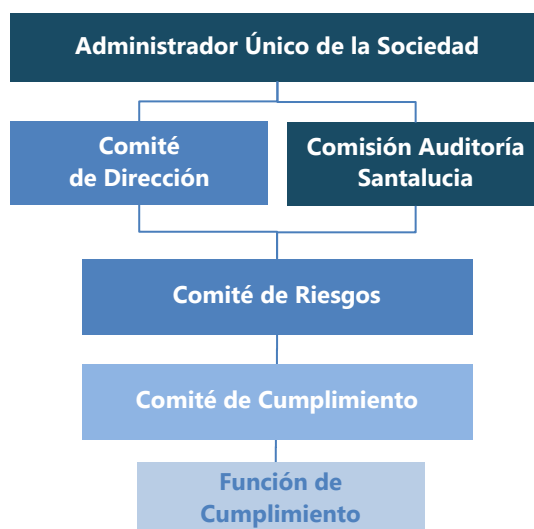 Administrador Único de la Sociedad
Comité
de Dirección
Comisión Auditoría
Santalucia
Comité de Riesgos
Comité de Cumplimiento
Función de
Cumplimiento